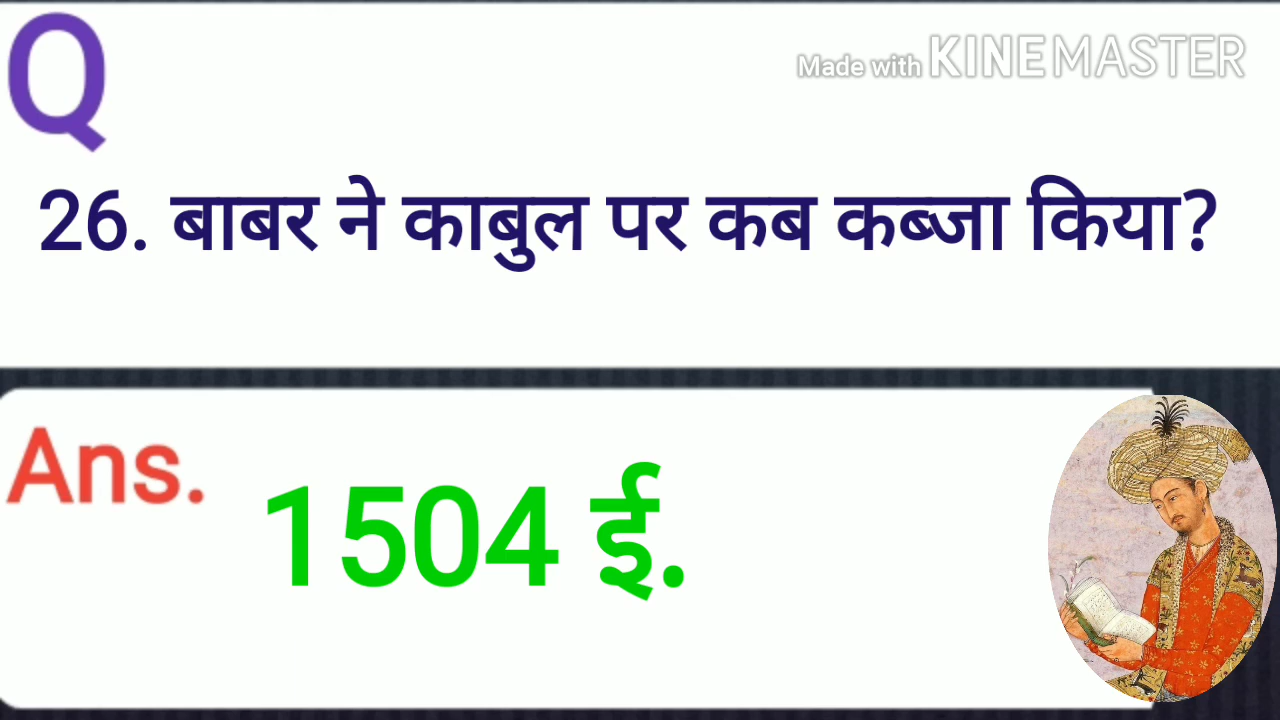 Q
Made with KINEMASTER
26. बाबर ने काबुल पर कब कब्जा किया?
Ans.
1504 ई.